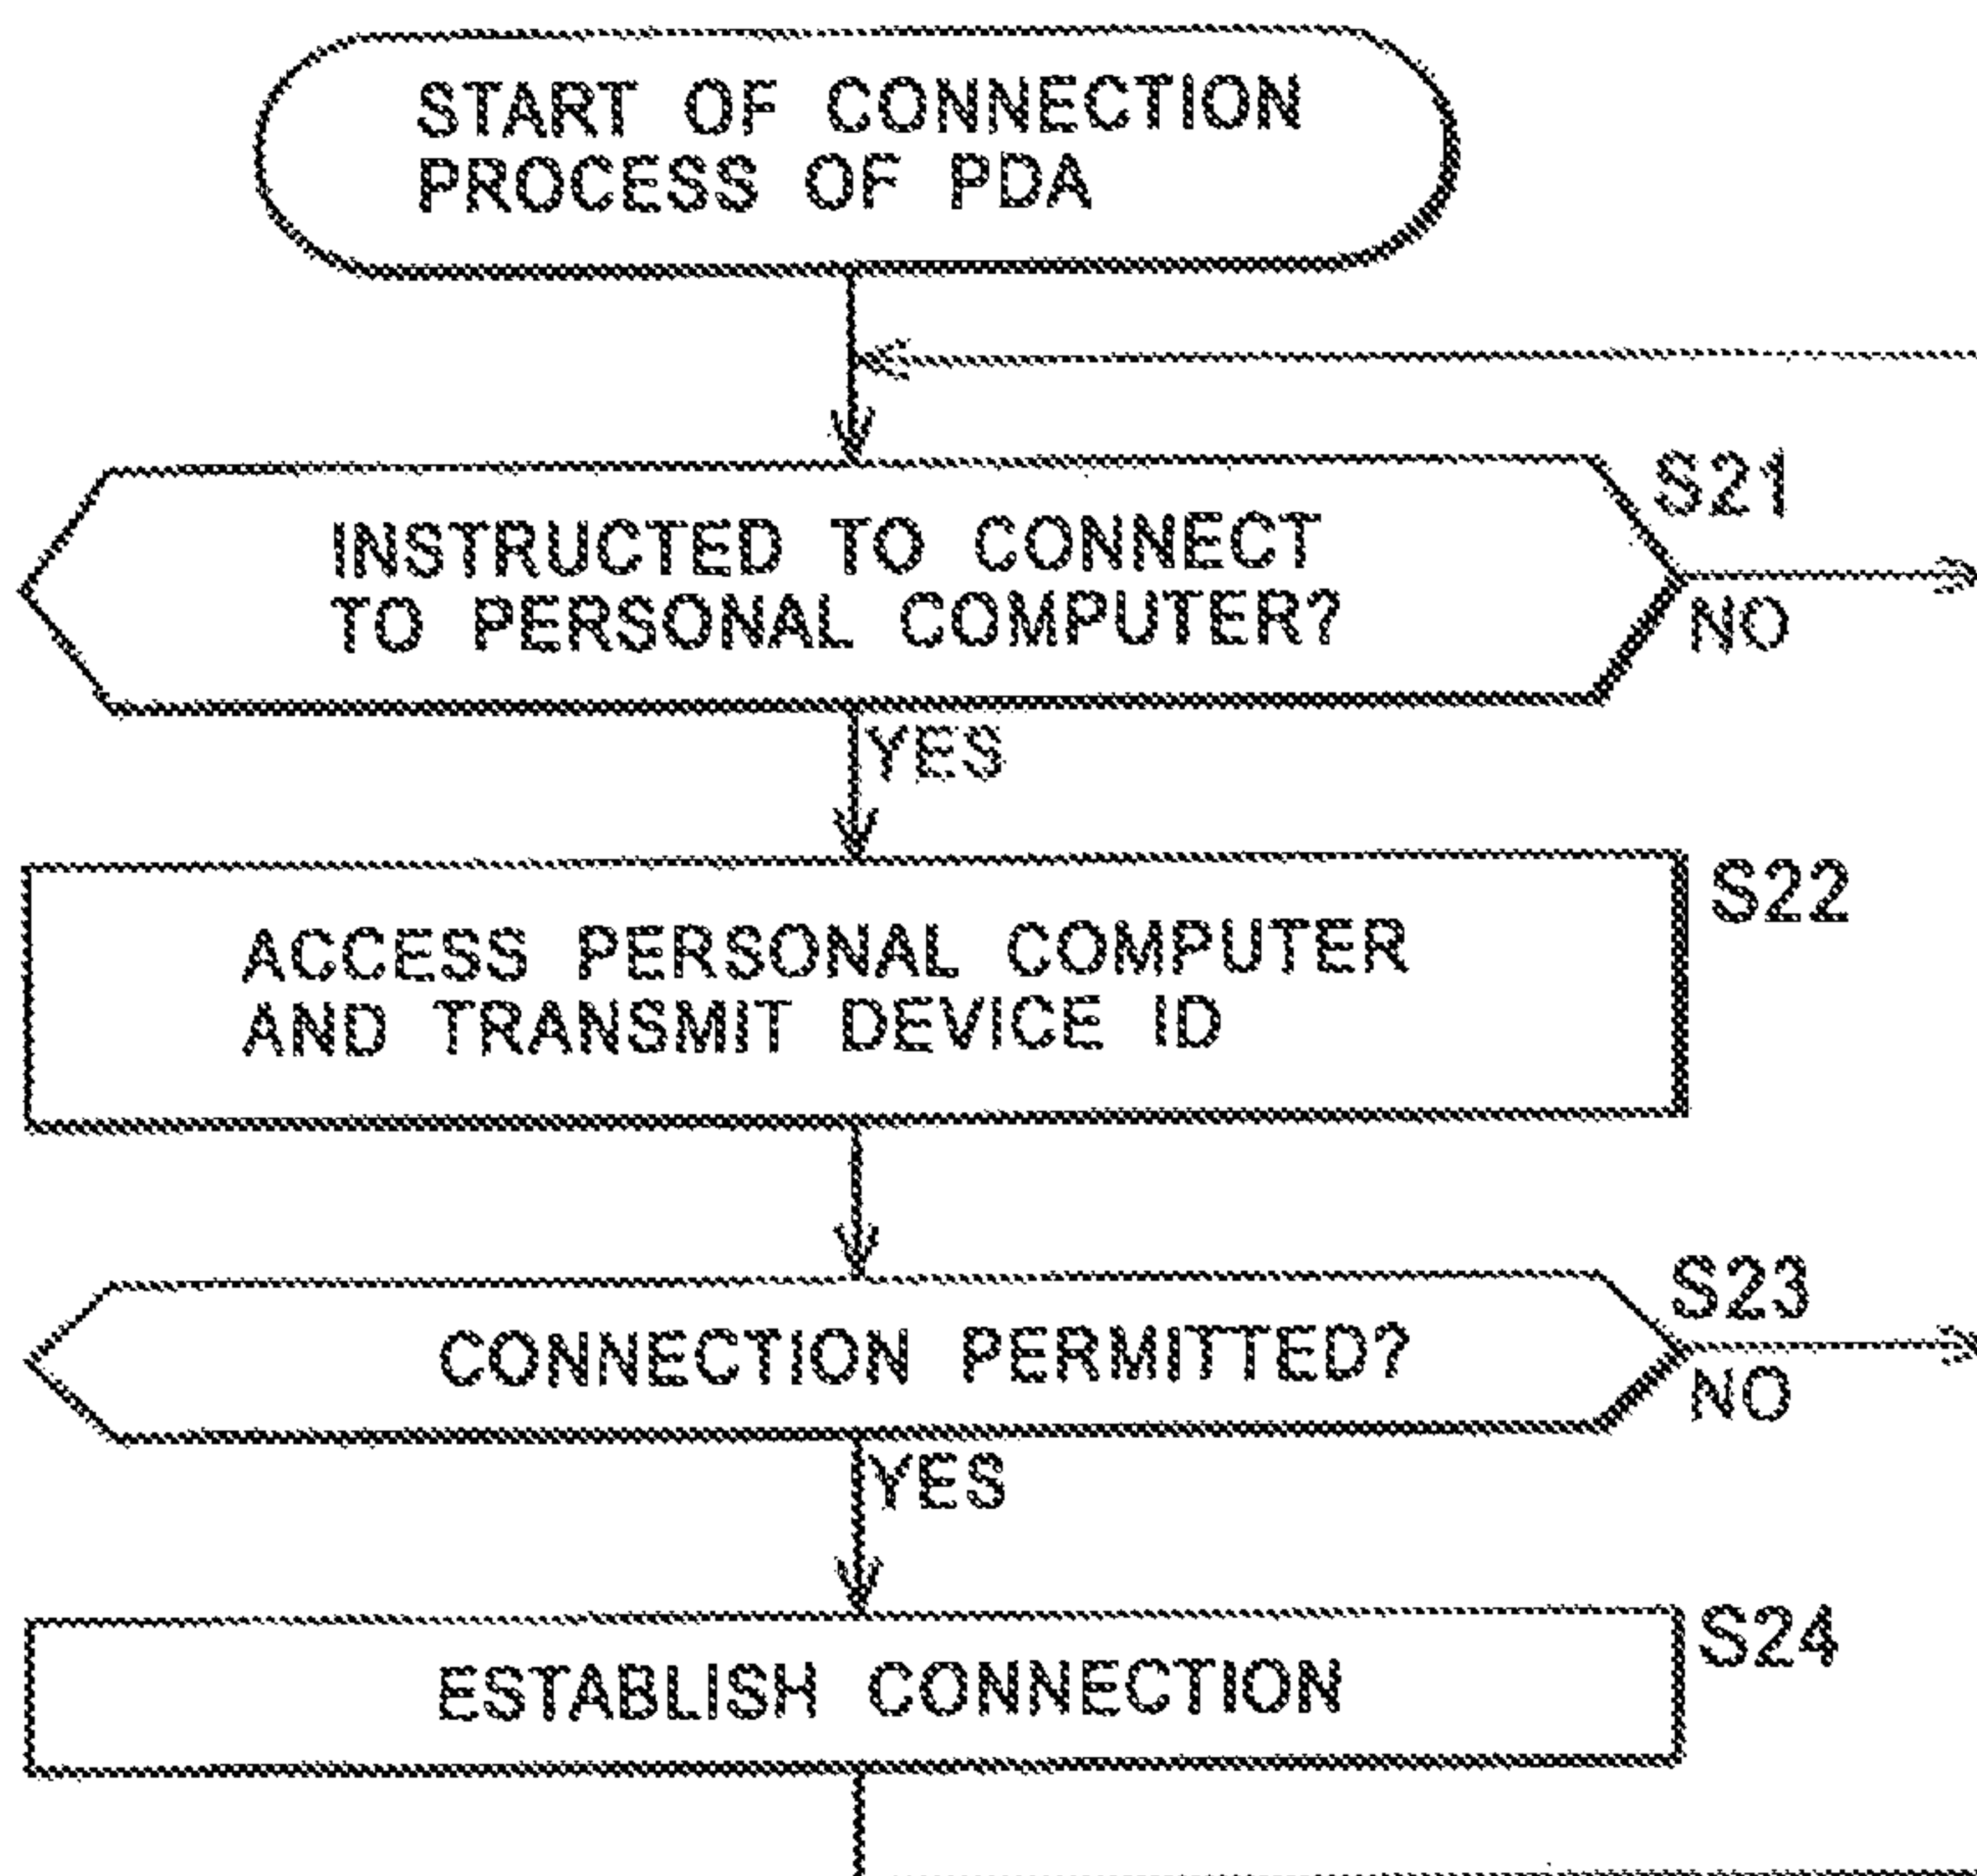 START OF CONNECTION
PROCESS OF PDA
S21
INSTRUCTED TO CONNECT
TO PERSONAL COMPUTER?
NO
YES
S22
ACCESS PERSONAL COMPUTER
AND TRANSMIT DEVICE ID
S23
CONNECTION PERMITTED?
NO
YES
S24
ESTABLISH CONNECTION